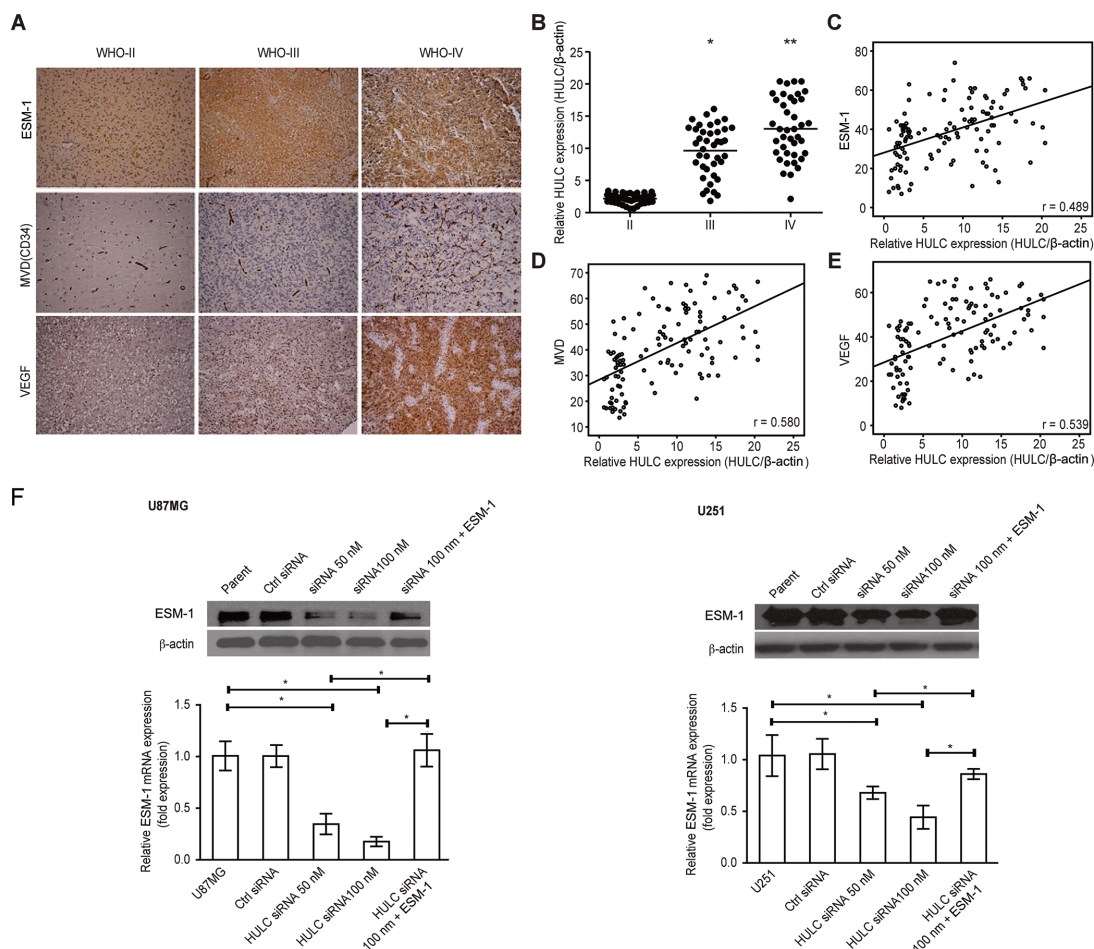 A
WHO-II
WHO-III
WHO-IV
ESM-1
MVD(CD34)
VEGF
B
Relative HULC expression (HULC/β-actin)
25
20
15
10
5
0
*
**
II
III
IV
C
ESM-1
80
60
40
20
0
r = 0.489
0 5 10 15 20 25
Relative HULC expression (HULC/β-actin)
D
MVD
70
60
50
40
30
20
10
r = 0.580
0 5 10 15 20 25
Relative HULC expression (HULC/β-actin)
E
VEGF
60
40
20
0
r = 0.539
0 5 10 15 20 25
Relative HULC expression (HULC/β-actin)
F
U87MG
Parent
Ctrl siRNA
siRNA 50 nM
siRNA100 nM
siRNA 100 nm + ESM-1
ESM-1
β-actin
*
*
*
*
Relative ESM-1 mRNA expression
(fold expression)
1.5
1.0
0.5
0.0
U87MG
Ctrl siRNA
HULC siRNA 50 nM
HULC siRNA100 nM
HULC siRNA
100 nm + ESM-1
U251
Parent
Ctrl siRNA
siRNA 50 nM
siRNA100 nM
siRNA 100 nm + ESM-1
ESM-1
β-actin
*
*
*
*
Relative ESM-1 mRNA expression
(fold expression)
1.5
1.0
0.5
0.0
U251
Ctrl siRNA
HULC siRNA 50 nM
HULC siRNA100 nM
HULC siRNA
100 nm + ESM-1